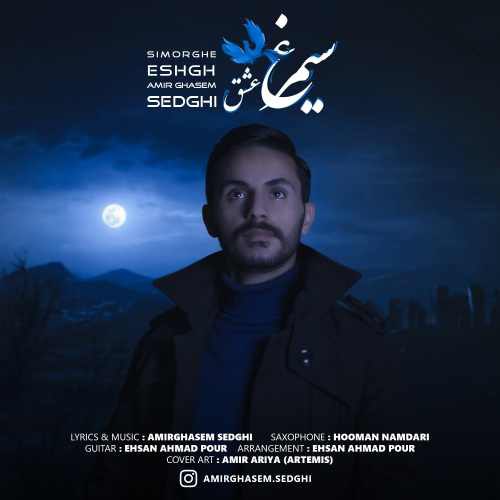 SIMORGHE
ESHGH
AMIR GHASEM
SEDGHI
سیمرغ
عشق
LYRICS & MUSIC : AMIRGHASEM SEDGHI SAXOPHONE : HOOMAN NAMDARI
GUITAR : EHSAN AHMAD POUR ARRANGEMENT : EHSAN AHMAD POUR
COVER ART : AMIR ARIYA (ARTEMIS)
AMIRGHASEM.SEDGHI